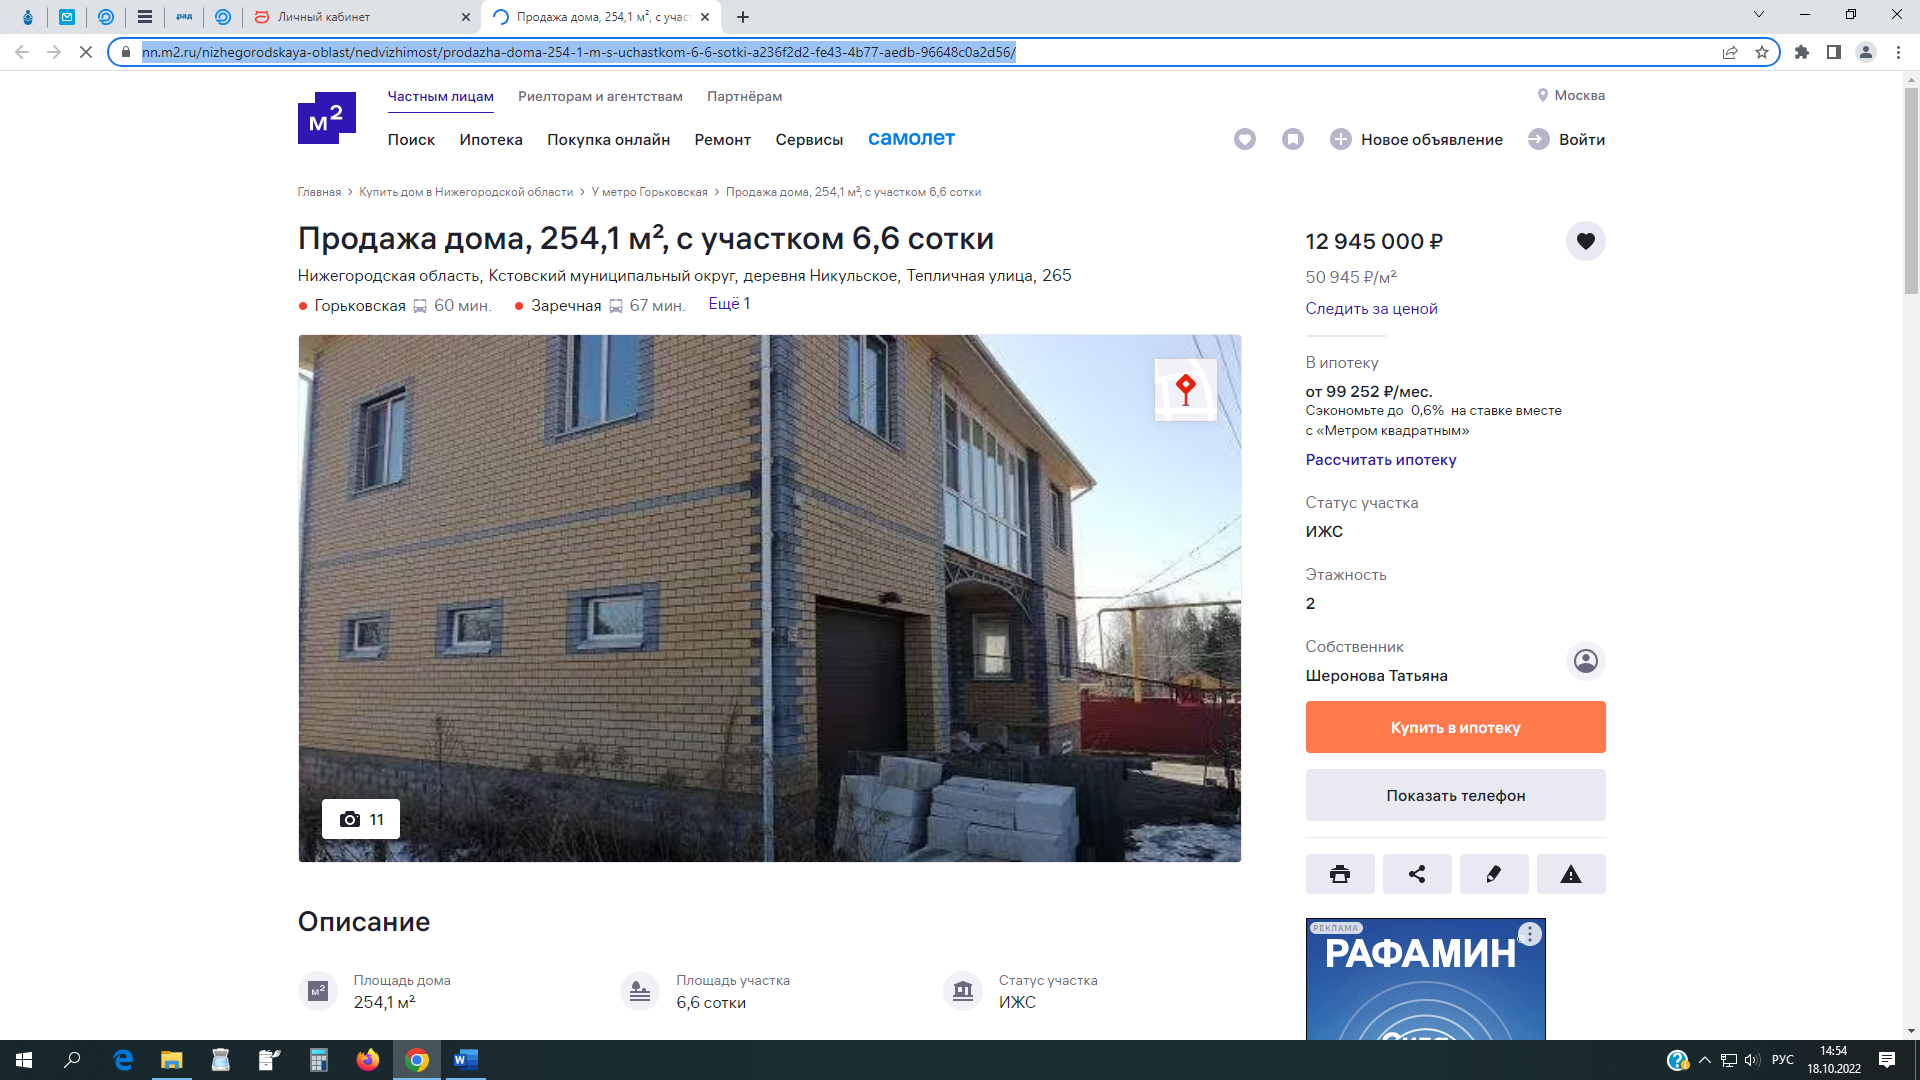 рад
Личный кабинет
Продажа дома, 254,1 м², с учас
nn.m2.ru/nizhegorodskaya-oblast/nedvizhimost/prodazha-doma-254-1-m-s-uchastkom-6-6-sotki-a236f2d2-fe43-4b77-aedb-96648c0a2d56/
м2
Частным лицам
Риелторам и агентствам
Партнёрам
Москва
Поиск
Ипотека
Покупка онлайн
Ремонт
Сервисы
самолет
Новое объявление
Войти
Главная › Купить дом в Нижегородской области › У метро Горьковская › Продажа дома, 254,1 м², с участком 6,6 сотки
Продажа дома, 254,1 м², с участком 6,6 сотки
Нижегородская область, Кстовский муниципальный округ, деревня Никульское, Тепличная улица, 265
Горьковская 60 мин. Заречная 67 мин. Ещё 1
11
12 945 000 ₽
50 945 ₽/м²
Следить за ценой
В ипотеку
от 99 252 ₽/мес.
Сэкономьте до 0,6% на ставке вместе
с «Метром квадратным»
Рассчитать ипотеку
Статус участка
ИЖС
Этажность
2
Собственник
Шеронова Татьяна
Купить в ипотеку
Показать телефон
РЕКЛАМА
РАФАМИН
Описание
Площадь дома
254,1 м²
Площадь участка
6,6 сотки
Статус участка
ИЖС
РУС
14:54
18.10.2022